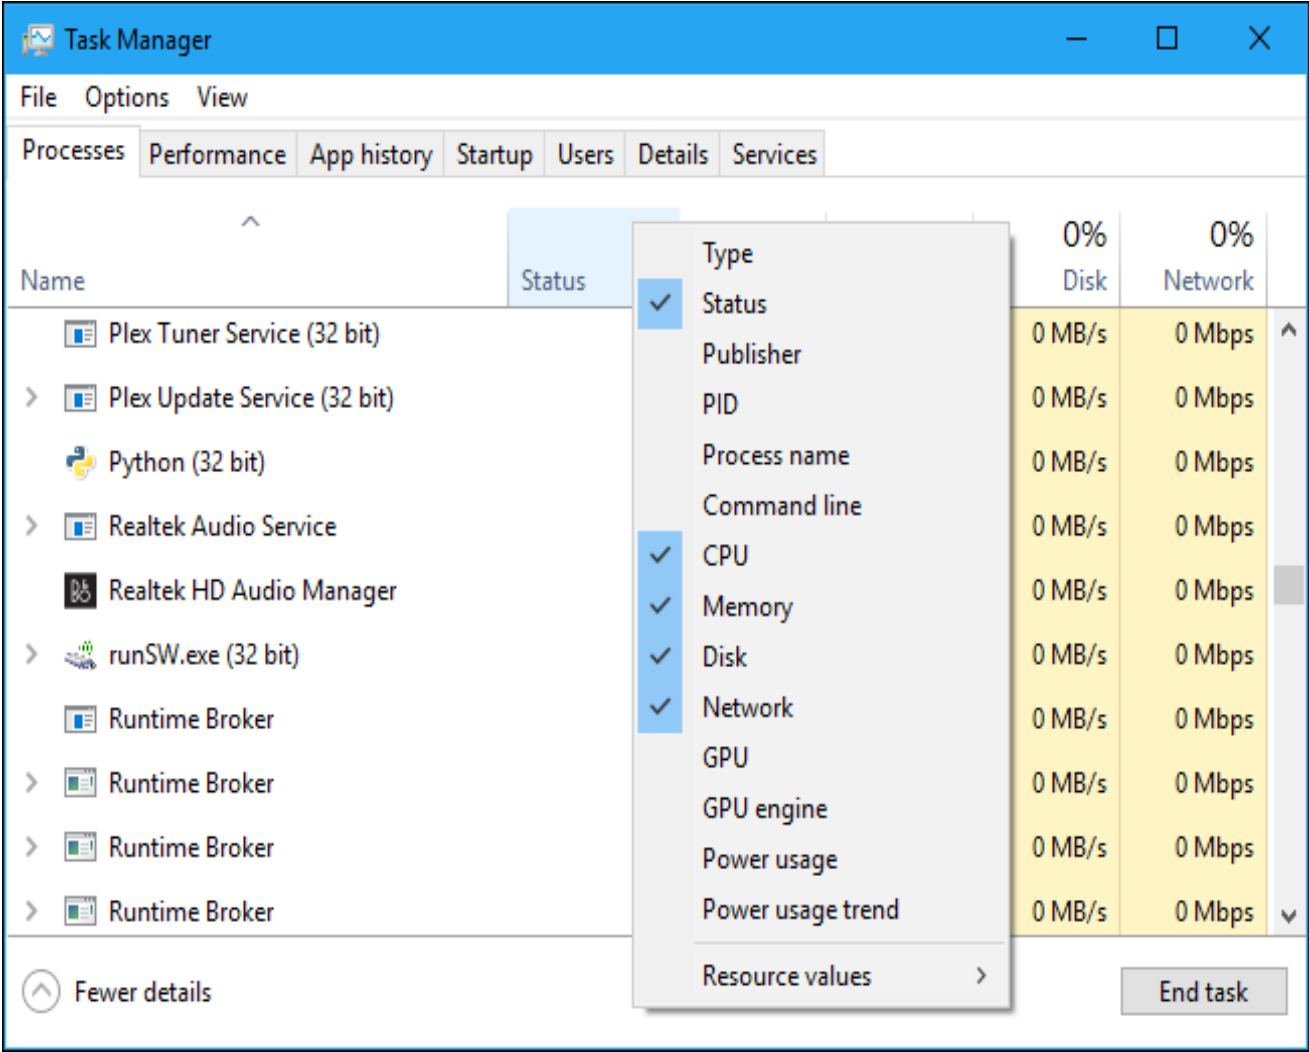 Task Manager
File Options View
Processes Performance App history Startup Users Details Services
0% 0%
Name Status Disk Network
Plex Tuner Service (32 bit) 0 MB/s 0 Mbps
Plex Update Service (32 bit) 0 MB/s 0 Mbps
Python (32 bit) 0 MB/s 0 Mbps
Realtek Audio Service 0 MB/s 0 Mbps
Realtek HD Audio Manager 0 MB/s 0 Mbps
runSW.exe (32 bit) 0 MB/s 0 Mbps
Runtime Broker 0 MB/s 0 Mbps
Runtime Broker 0 MB/s 0 Mbps
Runtime Broker 0 MB/s 0 Mbps
Runtime Broker 0 MB/s 0 Mbps
Type
Status
Publisher
PID
Process name
Command line
CPU
Memory
Disk
Network
GPU
GPU engine
Power usage
Power usage trend
Resource values
Fewer details
End task